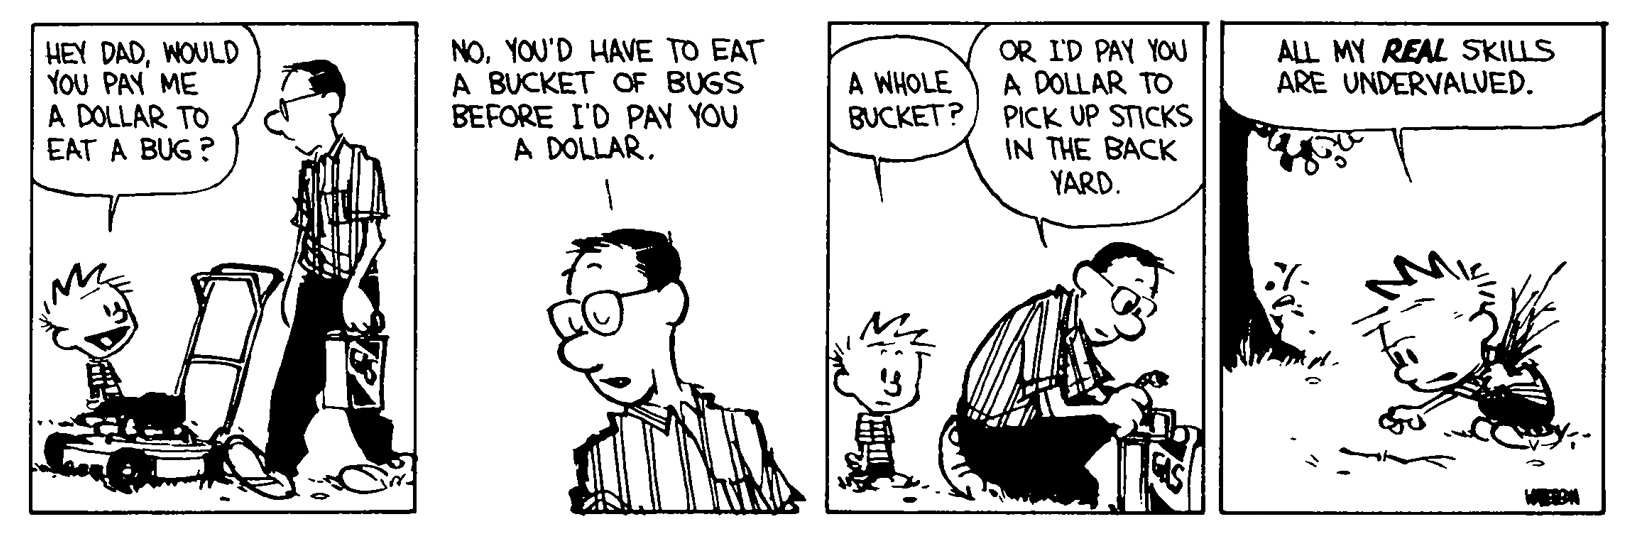 HEY DAD, WOULD
YOU PAY ME
A DOLLAR TO
EAT A BUG?
GAS
NO, YOU'D HAVE TO EAT
A BUCKET OF BUGS
BEFORE I'D PAY YOU
A DOLLAR.
A WHOLE
BUCKET?
OR I'D PAY YOU
A DOLLAR TO
PICK UP STICKS
IN THE BACK
YARD.
GAS
ALL MY REAL SKILLS
ARE UNDERVALUED.
WATTERSON